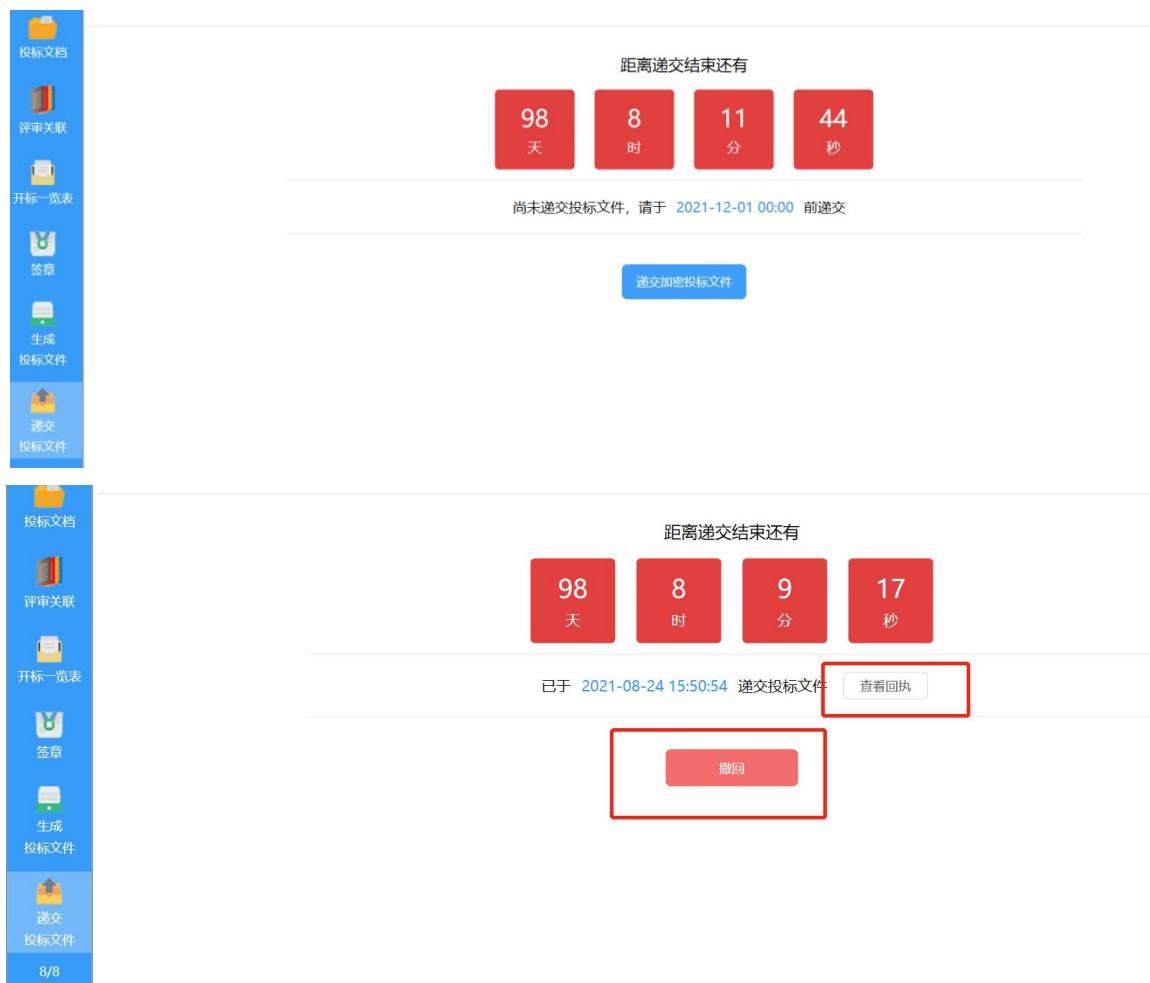 投标文档
评审关联
开标一览表
签章
生成
投标文件
递交
投标文件
距离递交结束还有
98 8 11 44
天 时 分 秒
尚未递交投标文件，请于 2021-12-01 00:00 前递交
递交加密投标文件
投标文档
评审关联
开标一览表
签章
生成
投标文件
递交
投标文件
8/8
距离递交结束还有
98 8 9 17
天 时 分 秒
已于 2021-08-24 15:50:54 递交投标文件 查看回执
撤回